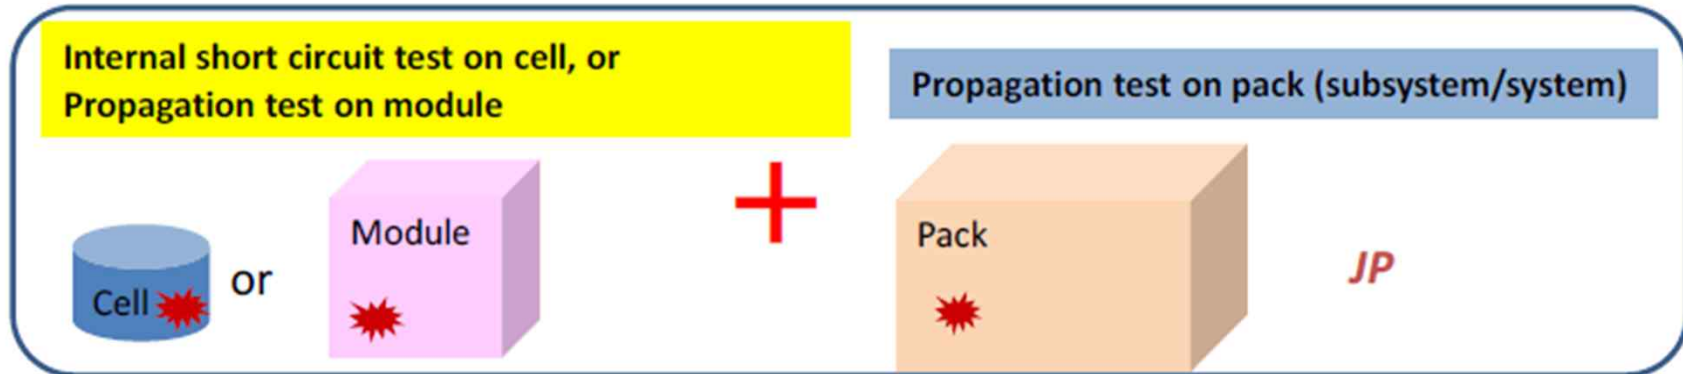 Internal short circuit test on cell, or
Propagation test on module
Propagation test on pack (subsystem/system)
Cell
or
Module
+
Pack
JP